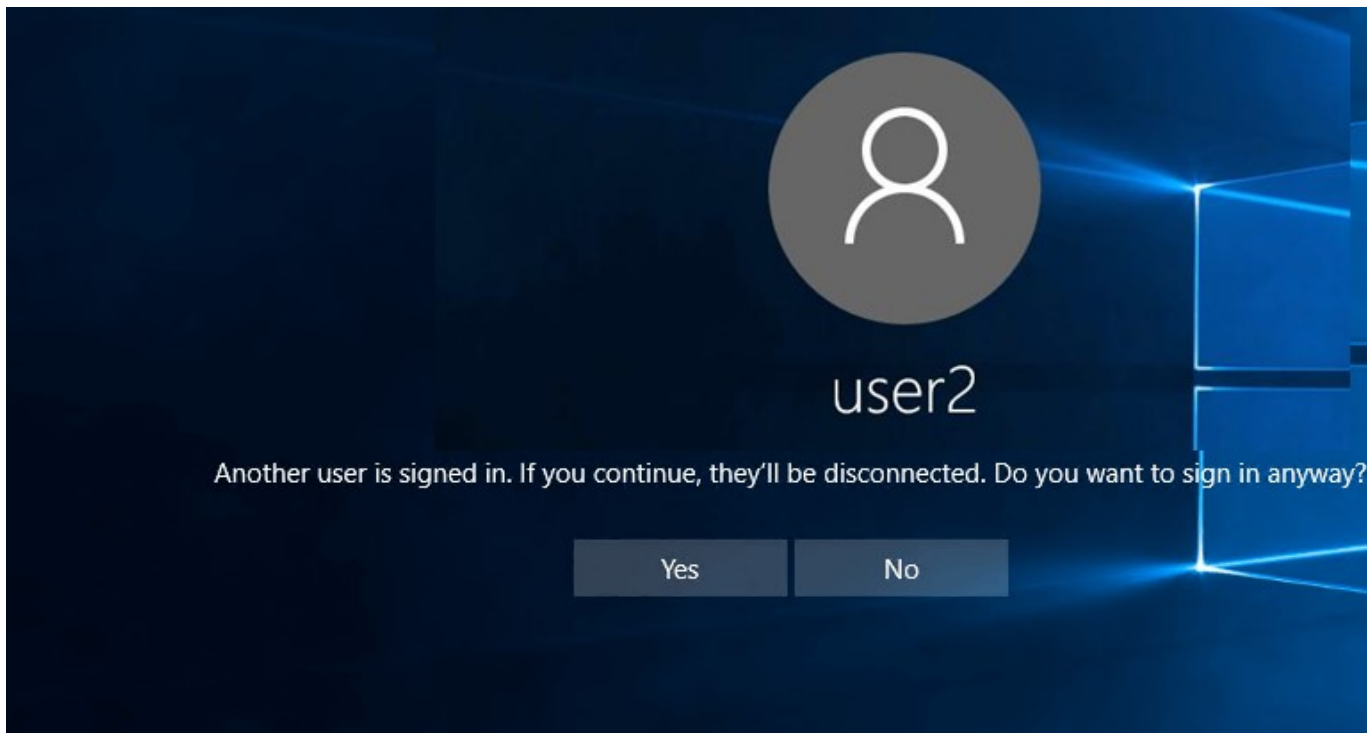 user2
Another user is signed in. If you continue, they’ll be disconnected. Do you want to sign in anyway?
Yes No